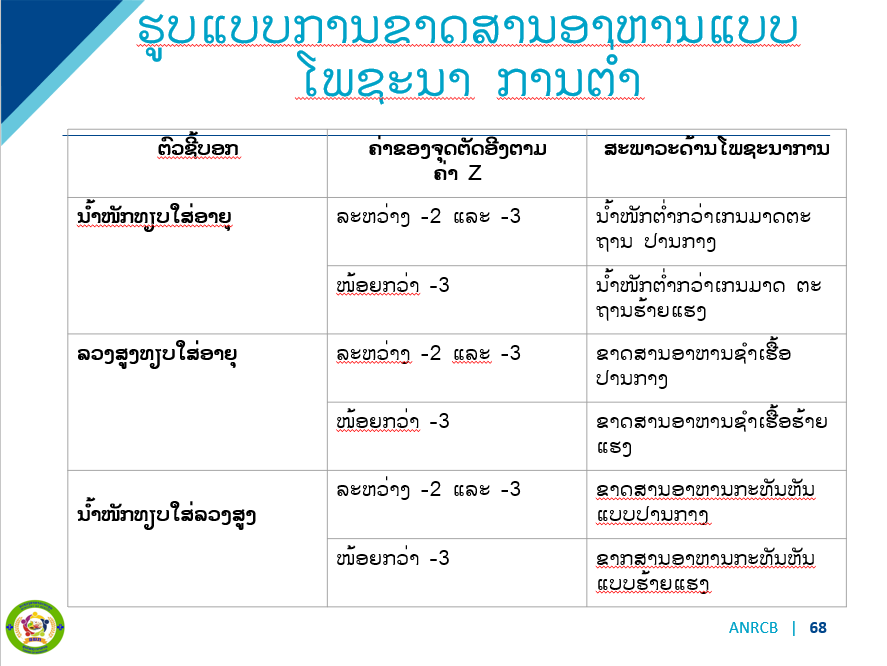 ຮູບແບບການຂາດສານອາຫານແບບ
ໂພຊະນາ ການຕ່ຳ
ຕົວຊີ້ບອກ
ຄ່າຂອງຈຸດຕັດອີງຕາມ
ຄ່າ Z
ສະພາວະດ້ານໂພຊະນາການ
ນ້ຳໜັກທຽບໃສ່ອາຍຸ
ລະຫວ່າງ -2 ແລະ -3
ນ້ຳໜັກຕ່ຳກວ່າເກນມາດຕະ
ຖານ ປານກາງ
ໜ້ອຍກວ່າ -3
ນ້ຳໜັກຕ່ຳກວ່າເກນມາດ ຕະ
ຖານຮ້າຍແຮງ
ລວງສູງທຽບໃສ່ອາຍຸ
ລະຫວ່າງ -2 ແລະ -3
ຂາດສານອາຫານຊຳເຮື້ອ
ປານກາງ
ໜ້ອຍກວ່າ -3
ຂາດສານອາຫານຊຳເຮື້ອຮ້າຍ
ແຮງ
ນ້ຳໜັກທຽບໃສ່ລວງສູງ
ລະຫວ່າງ -2 ແລະ -3
ຂາດສານອາຫານກະທັນຫັນ
ແບບປານກາງ
ໜ້ອຍກວ່າ -3
ຂາກສານອາຫານກະທັນຫັນ
ແບບຮ້າຍແຮງ
ANRCB | 68